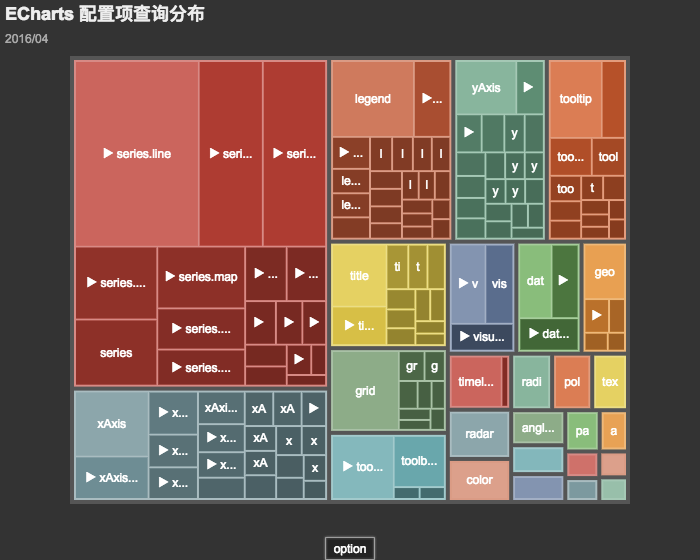 ECharts 配置项查询分布
2016/04
▶ series.line
▶ seri...
▶ seri...
legend
▶...
yAxis
▶
tooltip
▶ ...
l
l
l
l
▶
y
y
y
too...
tool
le...
l
l
y
y
too
t
le...
▶ series....
▶ series.map
▶ ...
▶ ...
title
ti
t
▶ v
vis
dat
▶
geo
▶ series....
▶
▶
▶
▶ ti...
▶ visu...
▶ dat...
▶
series
▶ series....
▶
grid
gr
g
timel...
radi
pol
tex
xAxis
▶ x...
xAxi...
xA
xA
▶
radar
angl...
pa
a
▶ x...
▶ x...
xA
x
x
▶ too...
toolb...
▶ xAxis...
▶ x...
▶ x...
xA
x
color
option